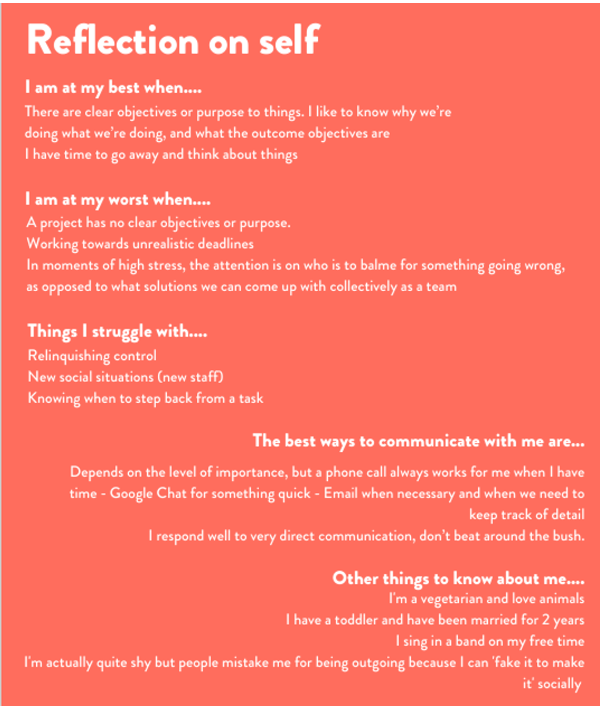 Reflection on self
I am at my best when....
There are clear objectives or purpose to things. I like to know why we're
doing what we're doing, and what the outcome objectives are
I have time to go away and think about things
I am at my worst when....
A project has no clear objectives or purpose.
Working towards unrealistic deadlines
In moments of high stress, the attention is on who is to balme for something going wrong,
as opposed to what solutions we can come up with collectively as a team
Things I struggle with....
Relinquishing control
New social situations (new staff)
Knowing when to step back from a task
The best ways to communicate with me are...
Depends on the level of importance, but a phone call always works for me when I have
time - Google Chat for something quick - Email when necessary and when we need to
keep track of detail
I respond well to very direct communication, don't beat around the bush.
Other things to know about me....
I'm a vegetarian and love animals
I have a toddler and have been married for 2 years
I sing in a band on my free time
I'm actually quite shy but people mistake me for being outgoing because I can 'fake it to make
it' socially